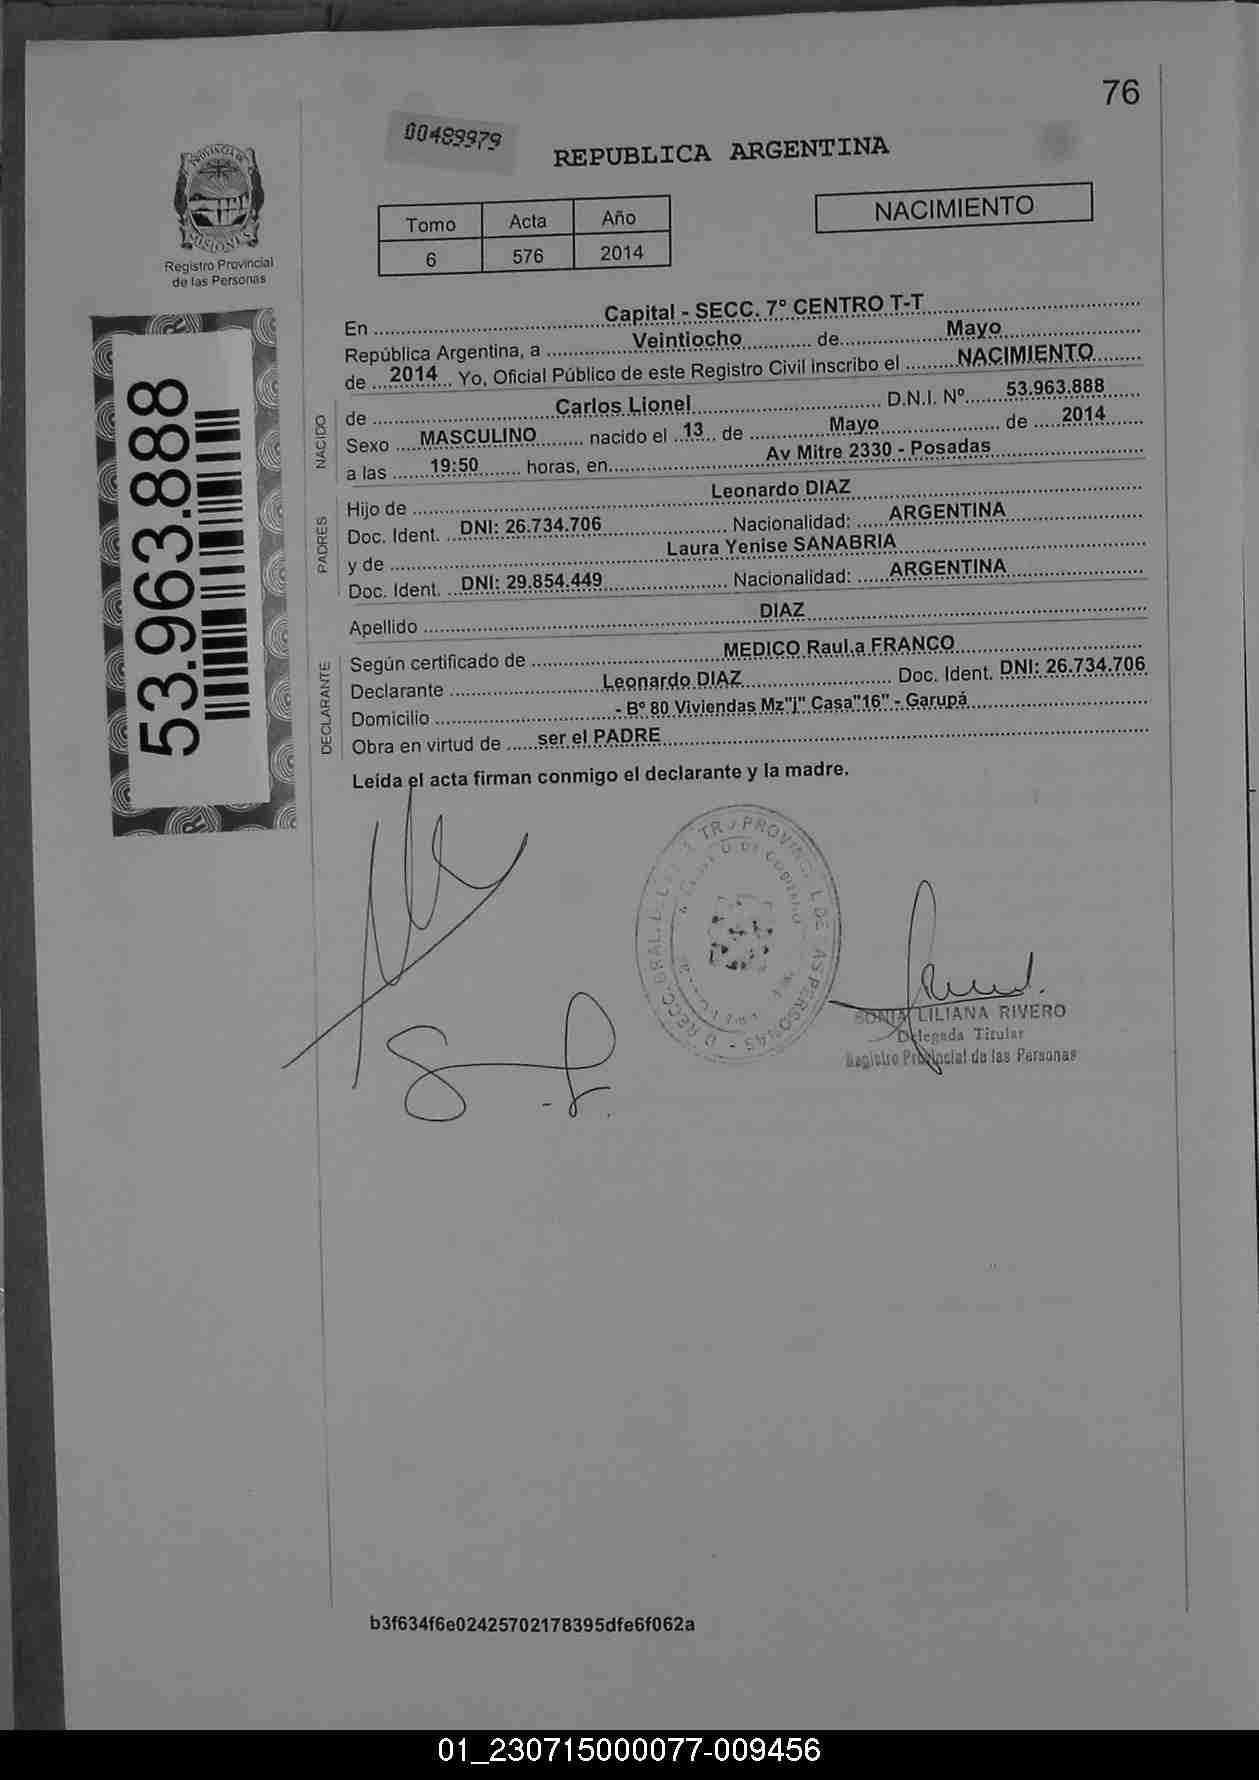 76
00489979
REPUBLICA ARGENTINA
PROVINCIA DE
MISIONES
Registro Provincial
de las Personas
Tomo Acta Año
6 576 2014
NACIMIENTO
53.963.888
En Capital - SECC. 7° CENTRO T-T
República Argentina, a Veintiocho de Mayo
de 2014 Yo, Oficial Público de este Registro Civil inscribo el NACIMIENTO
NACIDO
de Carlos Lionel D.N.I. Nº 53.963.888
Sexo MASCULINO nacido el 13 de Mayo de 2014
a las 19:50 horas, en Av Mitre 2330 - Posadas
PADRES
Hijo de Leonardo DIAZ
Doc. Ident. DNI: 26.734.706 Nacionalidad: ARGENTINA
y de Laura Yenise SANABRIA
Doc. Ident. DNI: 29.854.449 Nacionalidad: ARGENTINA
Apellido DIAZ
DECLARANTE
Según certificado de MEDICO Raul.a FRANCO
Declarante Leonardo DIAZ Doc. Ident. DNI: 26.734.706
Domicilio - Bº 80 Viviendas Mz"j" Casa"16" - Garupá
Obra en virtud de ser el PADRE
Leída el acta firman conmigo el declarante y la madre.
SONIA LILIANA RIVERO
Delegada Titular
Registro Provincial de las Personas
b3f634f6e02425702178395dfe6f062a
01_230715000077-009456